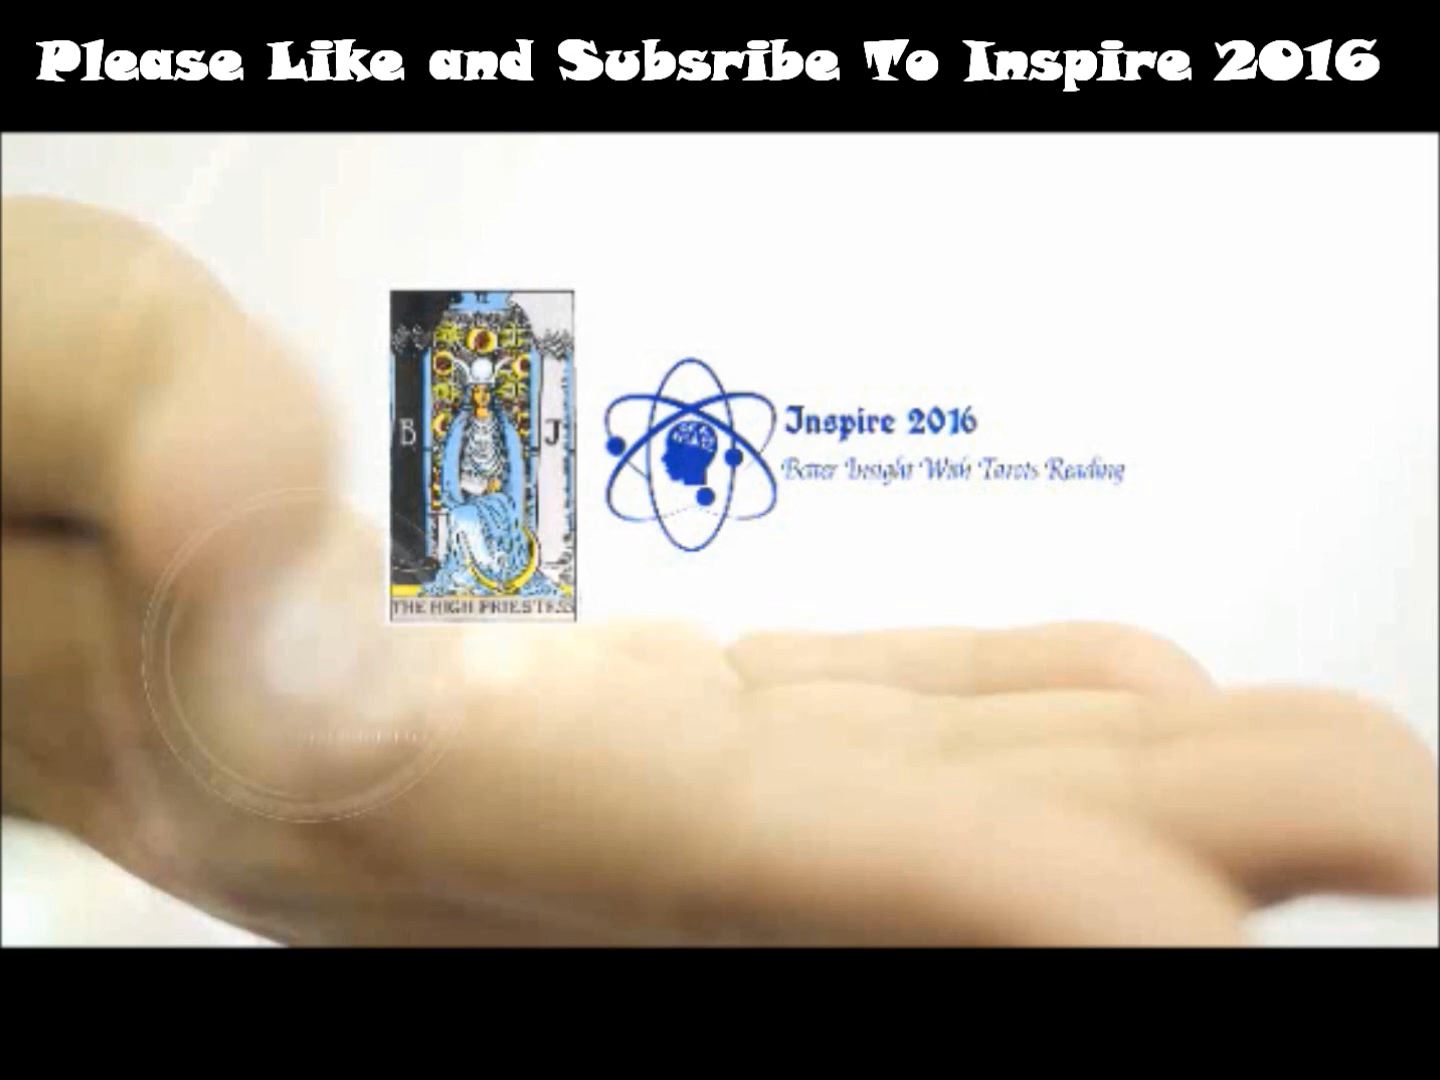 Please Like and Subsribe To Inspire 2016
B
J
THE HIGH PRIESTESS
Inspire 2016
Better Insight With Tarots Reading